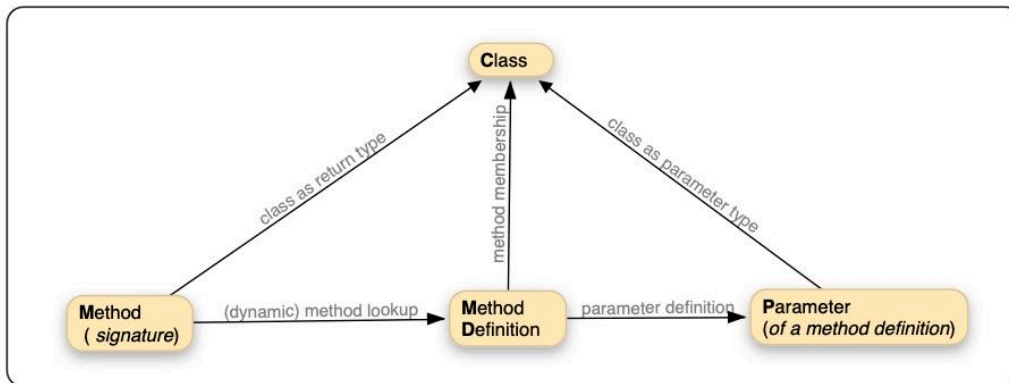 Class
class as return type
method membership
class as parameter type
Method
( signature)
(dynamic) method lookup
Method
Definition
parameter definition
Parameter
(of a method definition)